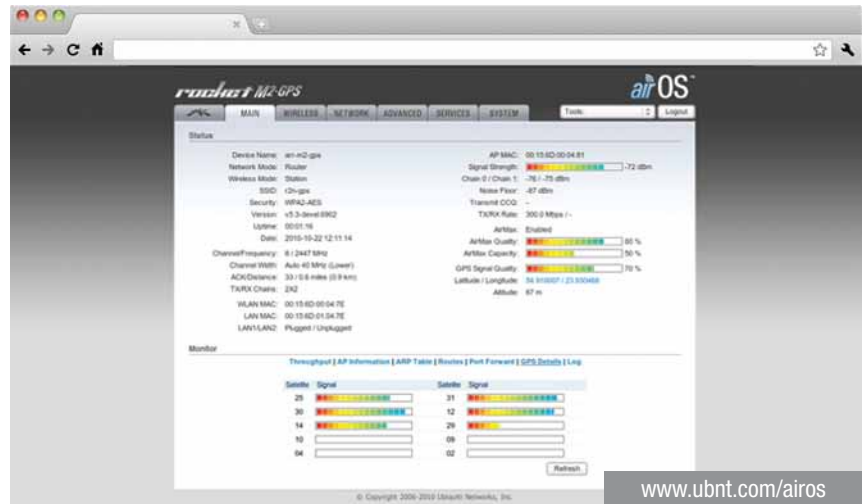 rocket M2-GPS
airOS™
MAIN WIRELESS NETWORK ADVANCED SERVICES SYSTEM Tools: Logout
Status
Device Name:
Network Mode: Router
Wireless Mode: Station
SSID: r2n-gps
Security: WPA2-AES
Version: v5.3-devel.6902
Uptime: 00:01:16
Date: 2010-10-22 12:11:14
Channel/Frequency: 8 / 2447 MHz
Channel Width: Auto 40 MHz (Lower)
ACK/Distance: 33 / 0.6 miles (0.9 km)
TX/RX Chains: 2X2
WLAN MAC: 00:15:6D:00:04:7E
LAN MAC: 00:15:6D:01:04:7E
LAN1/LAN2: Plugged / Unplugged
AP MAC: 00:15:6D:00:04:81
Signal Strength: -72 dBm
Chain 0 / Chain 1: -76 / -75 dBm
Noise Floor: -87 dBm
Transmit CCQ: -
TX/RX Rate: 300.0 Mbps / -
AirMax: Enabled
AirMax Quality: 80 %
AirMax Capacity: 50 %
GPS Signal Quality: 70 %
Latitude / Longitude:
Altitude: 67 m
Monitor
Throughput | AP Information | ARP Table | Routes | Port Forward | GPS Details | Log
Satellite Signal Satellite Signal
25 31
30 12
14 29
10 09
04 02
Refresh
© Copyright 2006-2010 Ubiquiti Networks, Inc.
www.ubnt.com/airos